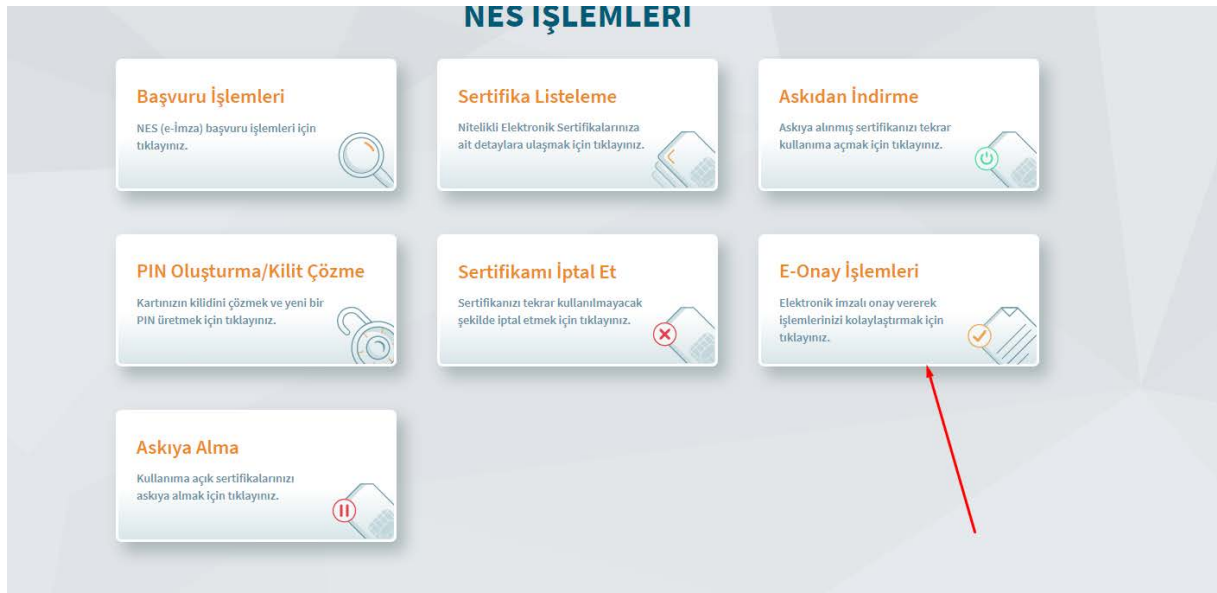 NES İŞLEMLERİ
Başvuru İşlemleri
NES (e-İmza) başvuru işlemleri için
tıklayınız.
Sertifika Listeleme
Nitelikli Elektronik Sertifikalarınıza
ait detaylara ulaşmak için tıklayınız.
Askıdan İndirme
Askıya alınmış sertifikanızı tekrar
kullanıma açmak için tıklayınız.
PIN Oluşturma/Kilit Çözme
Kartınızın kilidini çözmek ve yeni bir
PIN üretmek için tıklayınız.
Sertifikamı İptal Et
Sertifikanızı tekrar kullanılmayacak
şekilde iptal etmek için tıklayınız.
E-Onay İşlemleri
Elektronik imzalı onay vererek
işlemlerinizi kolaylaştırmak için
tıklayınız.
Askıya Alma
Kullanıma açık sertifikalarınızı
askıya almak için tıklayınız.